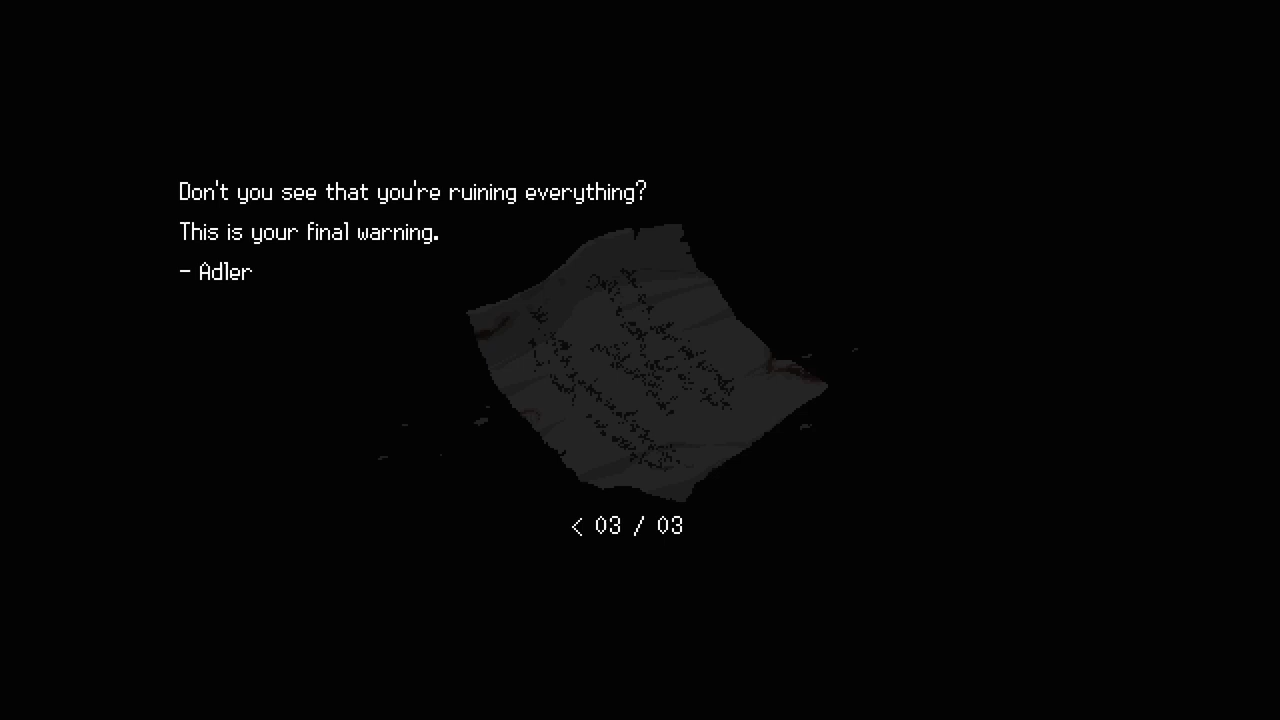 Don't you see that you're ruining everything?
This is your final warning.
- Adler
< 03 / 03